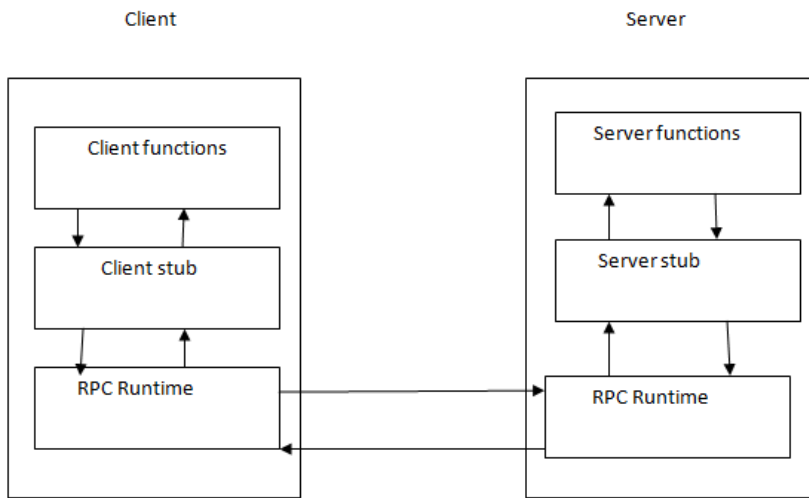 Client
Server
Client functions
Server functions
Client stub
Server stub
RPC Runtime
RPC Runtime